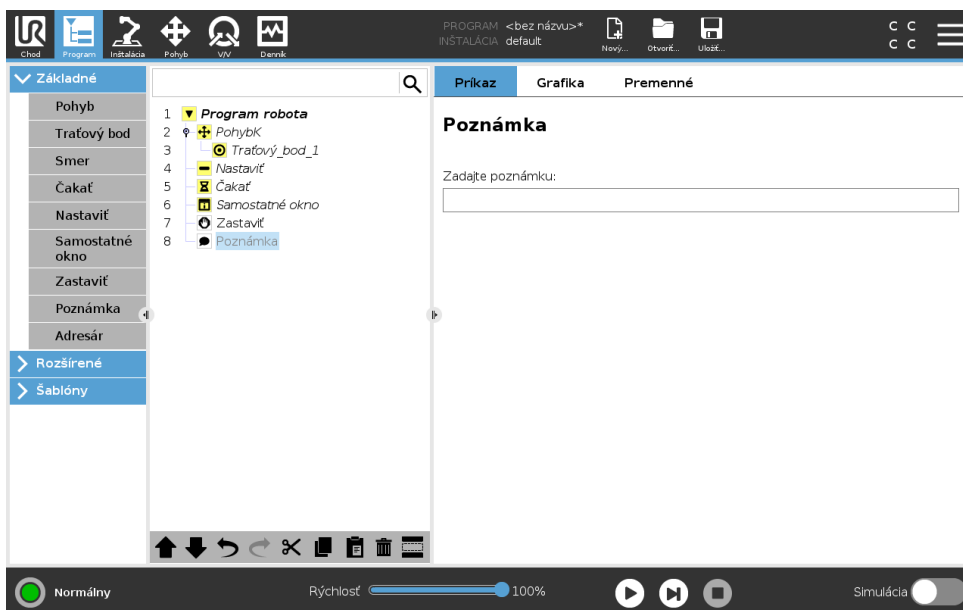 PROGRAM <bez názvu>*
INŠTALÁCIA default
Chod
Program
Inštalácia
Pohyb
V/V
Denník
Nový...
Otvoriť...
Uložiť...
C C
C C
Základné
Pohyb
Traťový bod
Smer
Čakať
Nastaviť
Samostatné
okno
Zastaviť
Poznámka
Adresár
Rozšírené
Šablóny
1 Program robota
2 PohybK
3 Traťový_bod_1
4 Nastaviť
5 Čakať
6 Samostatné okno
7 Zastaviť
8 Poznámka
Príkaz Grafika Premenné
Poznámka
Zadajte poznámku:
Normálny
Rýchlosť 100%
Simulácia